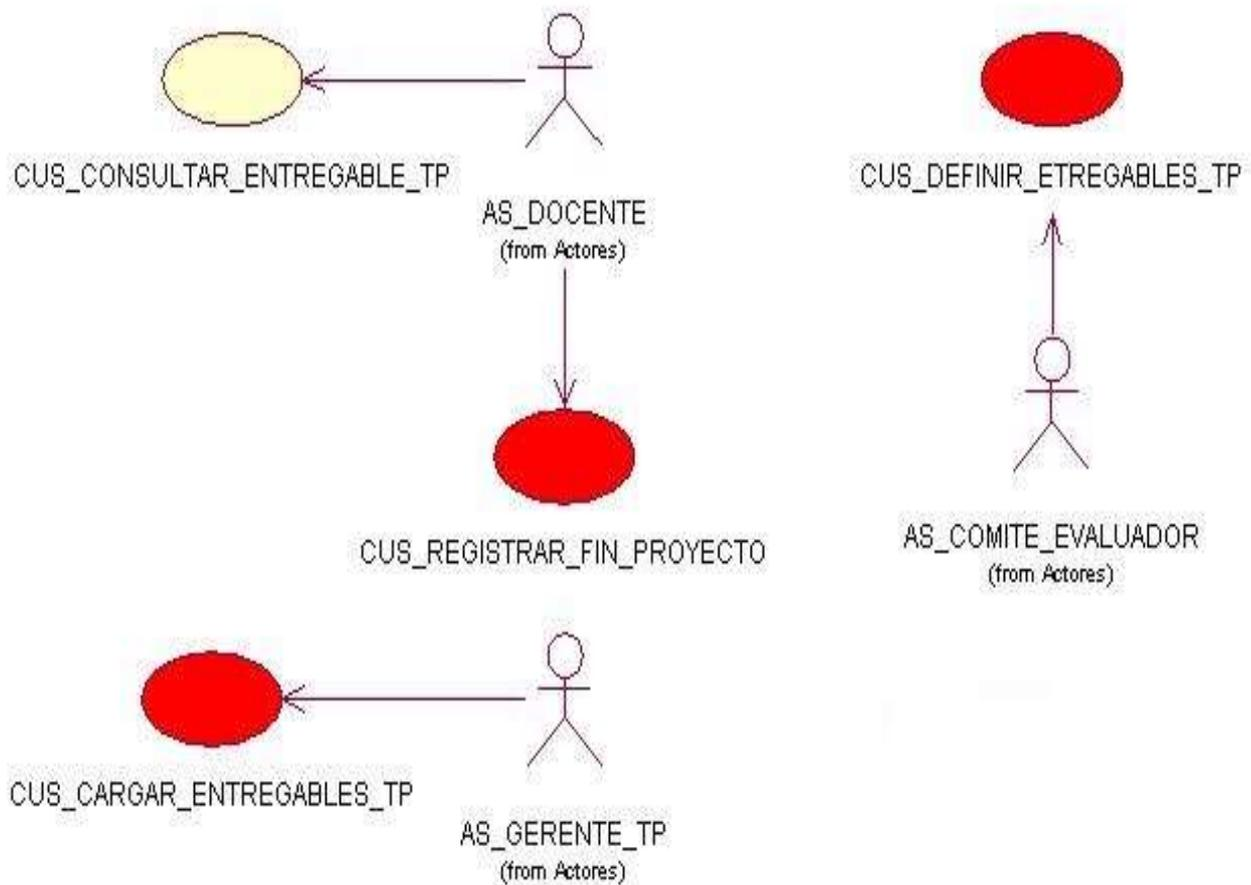 CUS_CONSULTAR_ENTREGABLE_TP
AS_DOCENTE
(from Actores)
CUS_DEFINIR_ETREGABLES_TP
CUS_REGISTRAR_FIN_PROYECTO
AS_COMITE_EVALUADOR
(from Actores)
CUS_CARGAR_ENTREGABLES_TP
AS_GERENTE_TP
(from Actores)